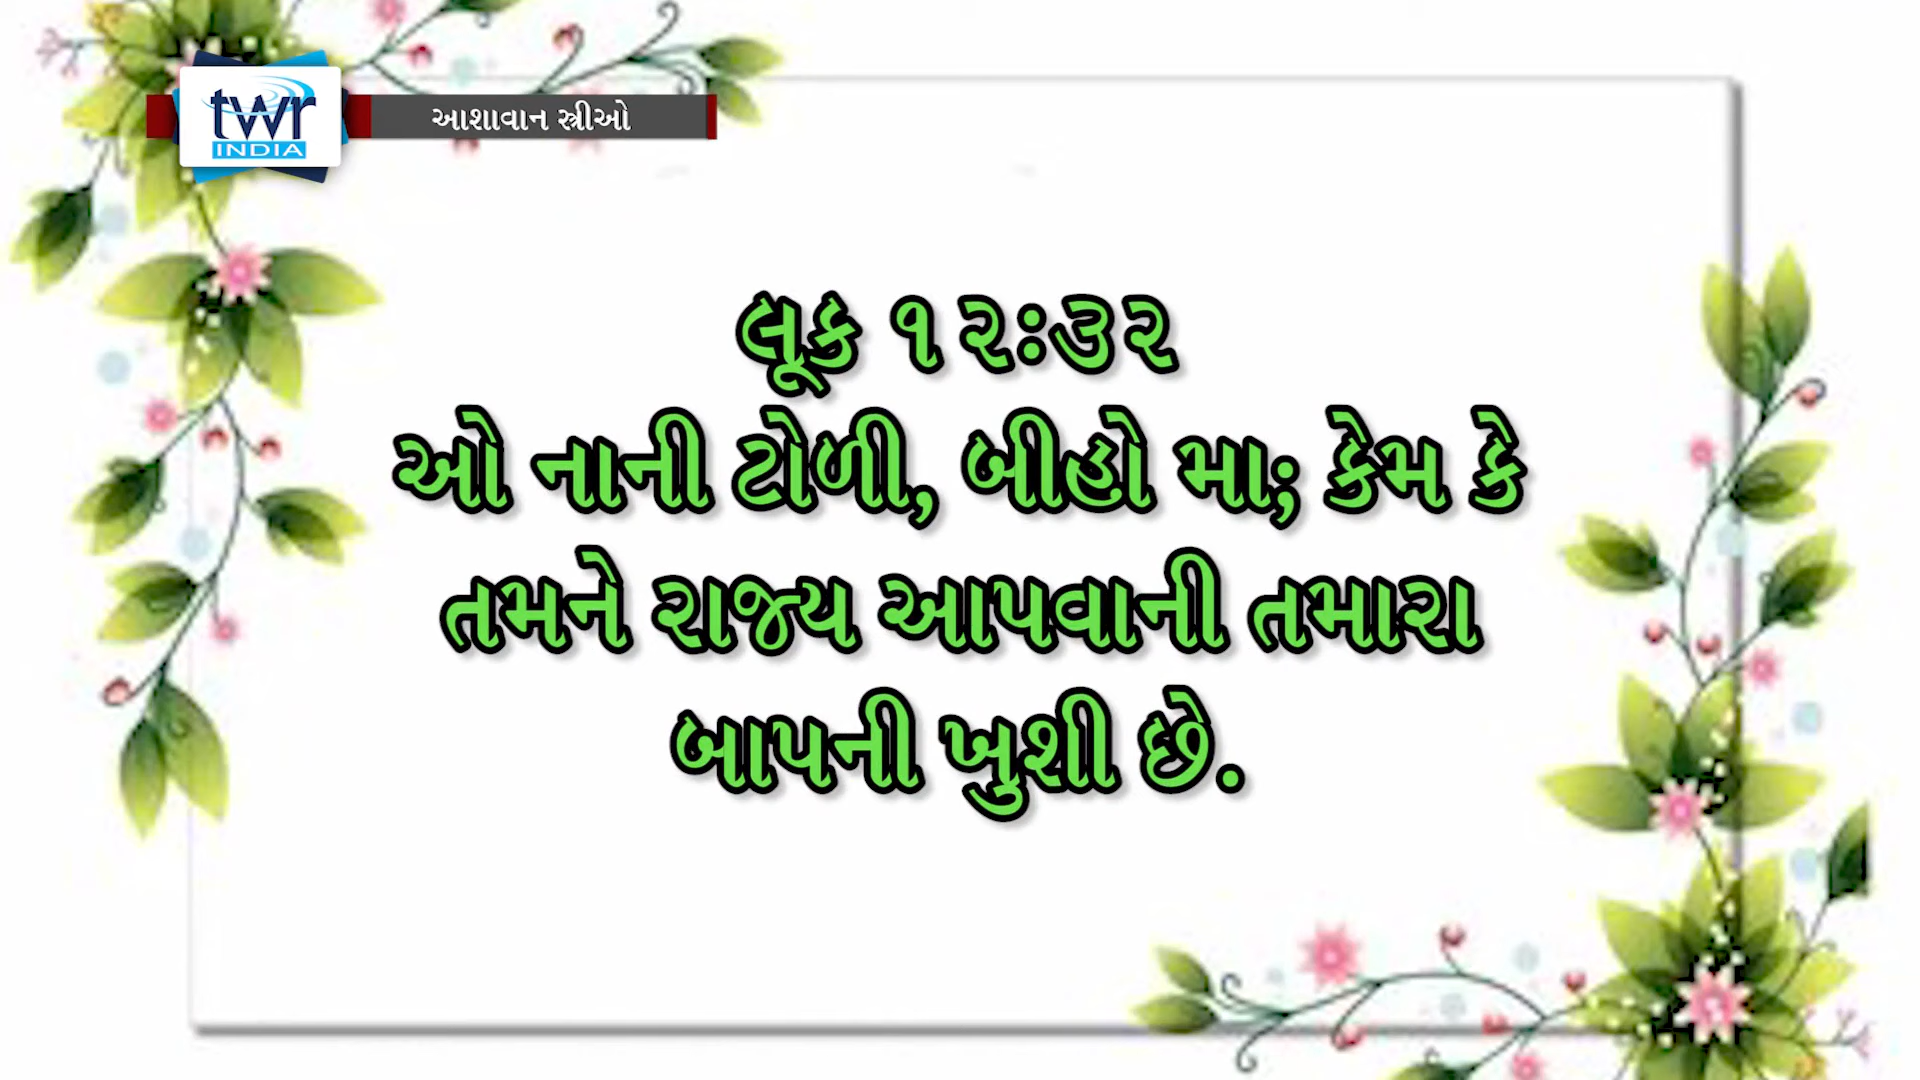 twr
INDIA
આશાવાન સ્ત્રીઓ
લૂક ૧૨:૩૨
ઓ નાની ટોળી, બીહો મા; કેમ કે
તમને રાજ્ય આપવાની તમારા
બાપની ખુશી છે.